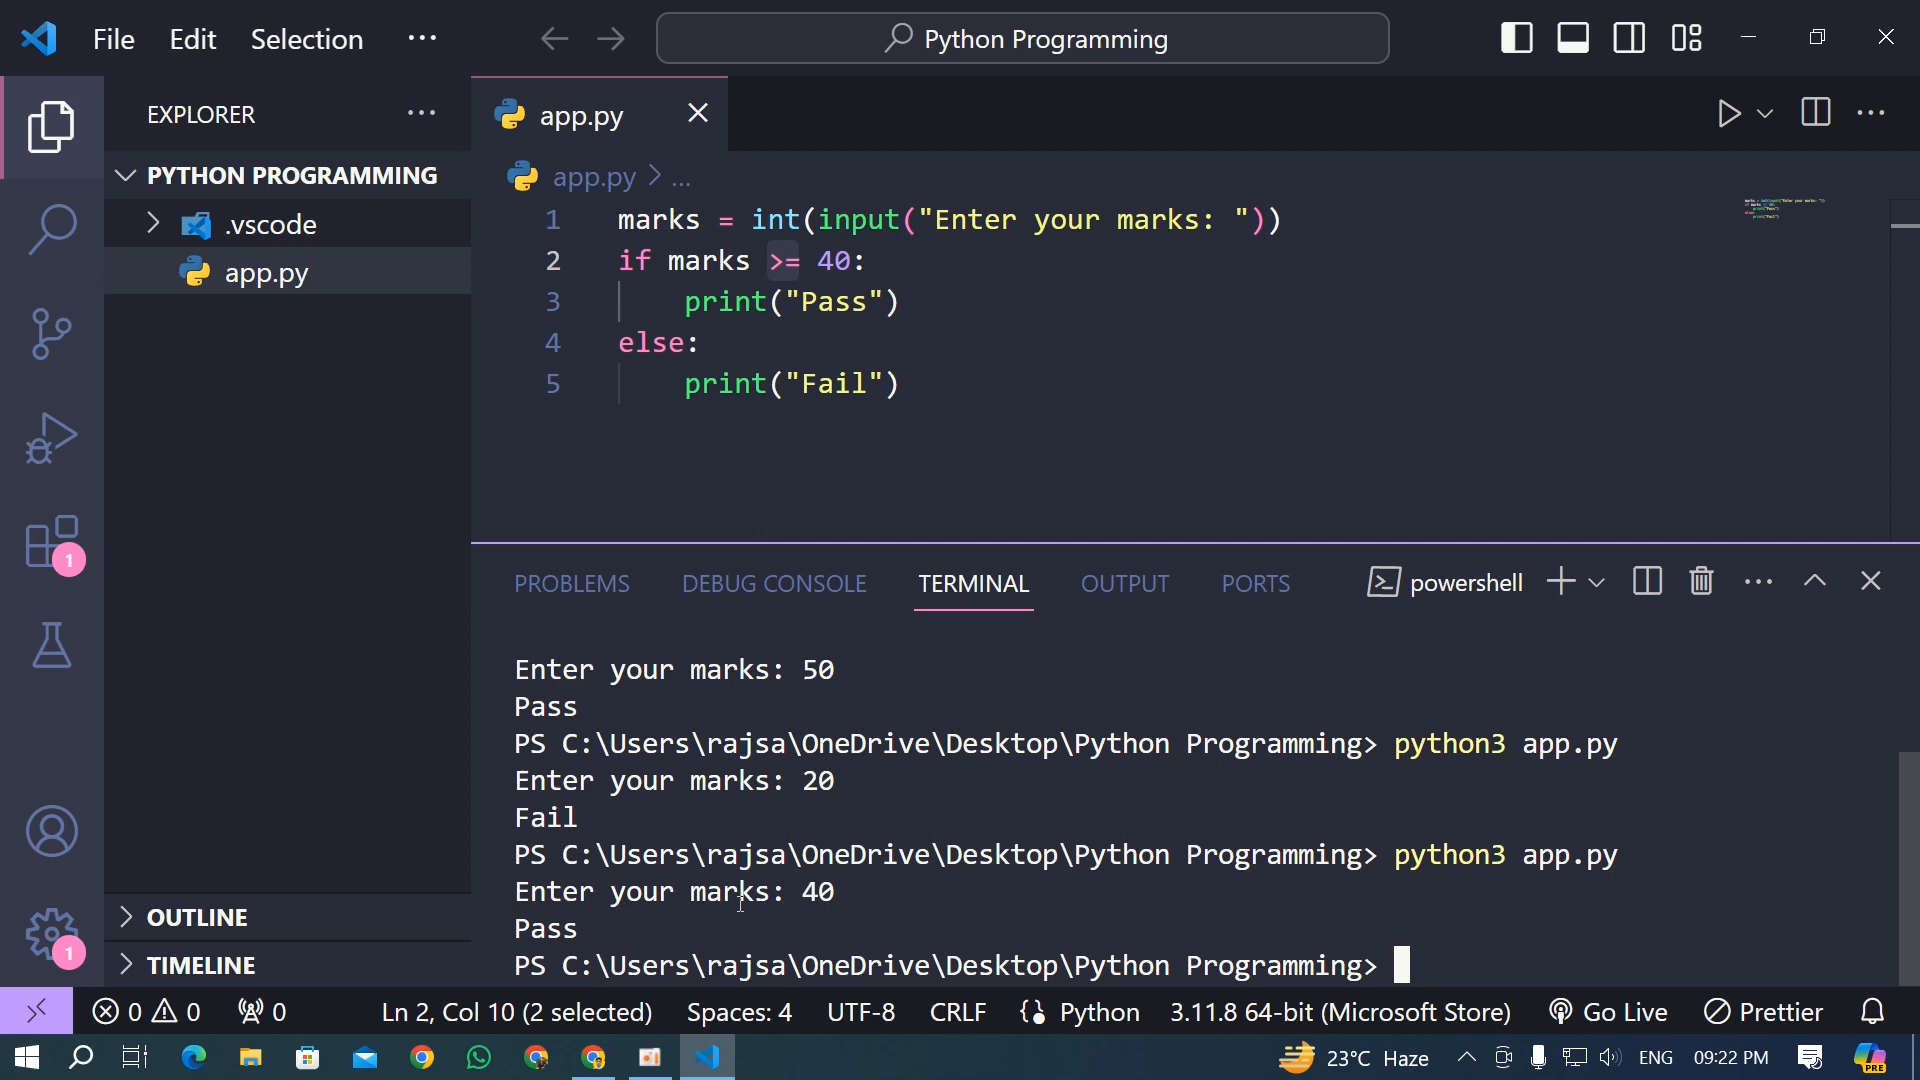 File Edit Selection ··· Python Programming
EXPLORER ···
PYTHON PROGRAMMING
.vscode
app.py
OUTLINE
TIMELINE
app.py
app.py > ...
1 marks = int(input("Enter your marks: "))
2 if marks >= 40:
3 print("Pass")
4 else:
5 print("Fail")
PROBLEMS DEBUG CONSOLE TERMINAL OUTPUT PORTS powershell
Enter your marks: 50
Pass
PS C:\Users\rajsa\OneDrive\Desktop\Python Programming> python3 app.py
Enter your marks: 20
Fail
PS C:\Users\rajsa\OneDrive\Desktop\Python Programming> python3 app.py
Enter your marks: 40
Pass
PS C:\Users\rajsa\OneDrive\Desktop\Python Programming>
1
1
0 0 0 Ln 2, Col 10 (2 selected) Spaces: 4 UTF-8 CRLF Python 3.11.8 64-bit (Microsoft Store) Go Live Prettier
23°C Haze ENG 09:22 PM PRE